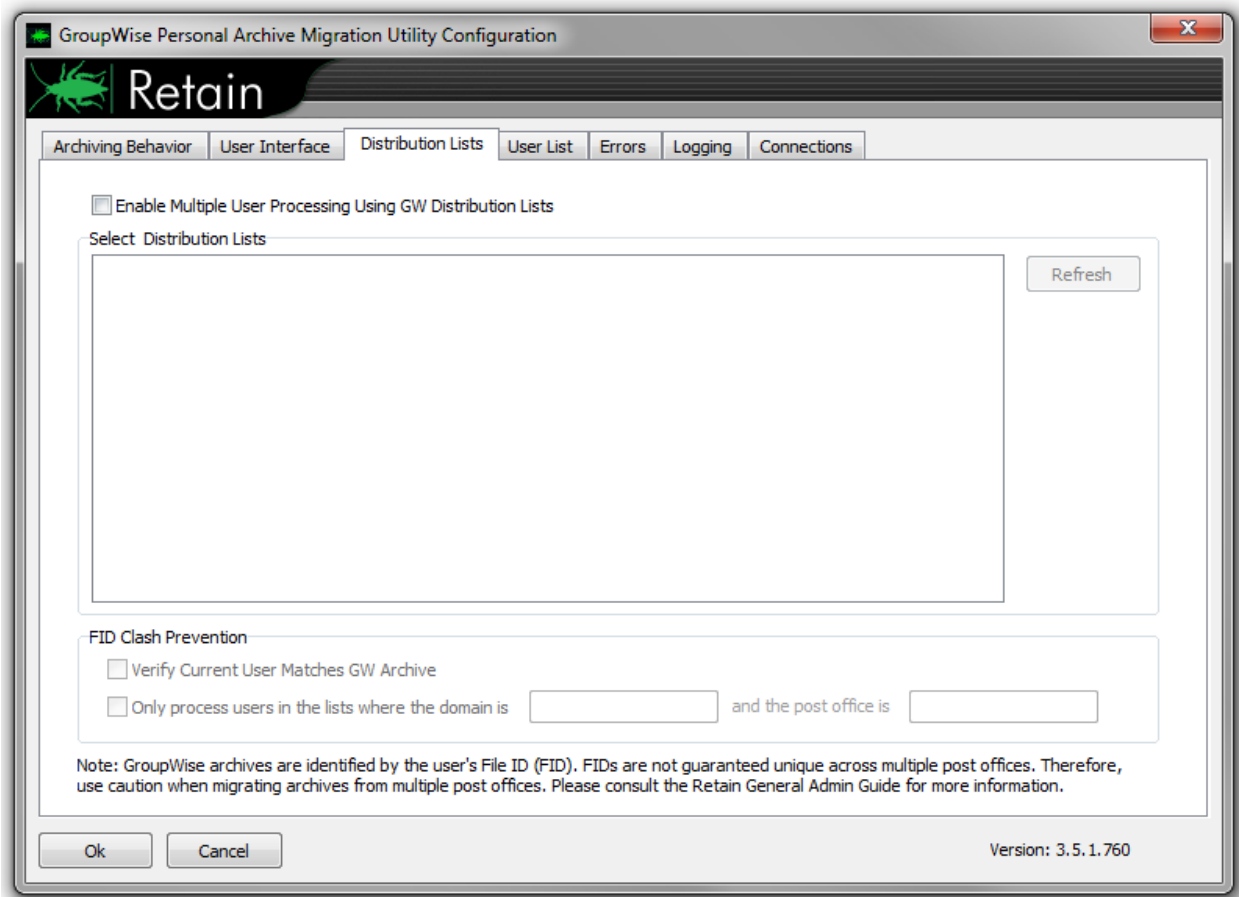 GroupWise Personal Archive Migration Utility Configuration
X
Retain
Archiving Behavior User Interface Distribution Lists User List Errors Logging Connections
Enable Multiple User Processing Using GW Distribution Lists
Select Distribution Lists
Refresh
FID Clash Prevention
Verify Current User Matches GW Archive
Only process users in the lists where the domain is and the post office is
Note: GroupWise archives are identified by the user's File ID (FID). FIDs are not guaranteed unique across multiple post offices. Therefore,
use caution when migrating archives from multiple post offices. Please consult the Retain General Admin Guide for more information.
Ok Cancel Version: 3.5.1.760